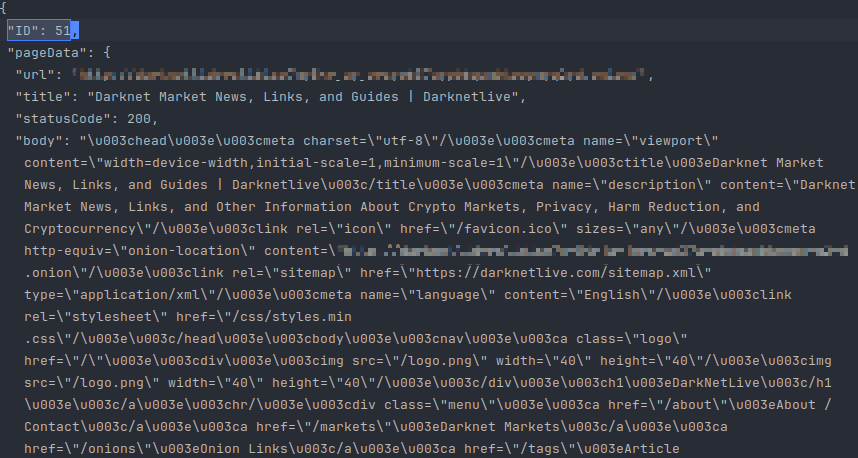 {
"ID": 51,
"pageData": {
"url": "
",
"title": "Darknet Market News, Links, and Guides | Darknetlive",
"statusCode": 200,
"body": "\u003chead\u003e\u003cmeta charset=\"utf-8\"/\u003e\u003cmeta name=\"viewport\"
content=\"width=device-width,initial-scale=1,minimum-scale=1\"/\u003e\u003ctitle\u003eDarknet Market
News, Links, and Guides | Darknetlive\u003c/title\u003e\u003cmeta name=\"description\" content=\"Darknet
Market News, Links, and Other Information About Crypto Markets, Privacy, Harm Reduction, and
Cryptocurrency\"/\u003e\u003clink rel=\"icon\" href=\"/favicon.ico\" sizes=\"any\"/\u003e\u003cmeta
http-equiv=\"onion-location\" content=\"
.onion\"/\u003e\u003clink rel=\"sitemap\" href=\"https://darknetlive.com/sitemap.xml\"
type=\"application/xml\"/\u003e\u003cmeta name=\"language\" content=\"English\"/\u003e\u003clink
rel=\"stylesheet\" href=\"/css/styles.min
.css\"/\u003e\u003c/head\u003e\u003cbody\u003e\u003cnav\u003e\u003ca class=\"logo\"
href=\"/\"\u003e\u003cdiv\u003e\u003cimg src=\"/logo.png\" width=\"40\" height=\"40\"/\u003e\u003cimg
src=\"/logo.png\" width=\"40\" height=\"40\"/\u003e\u003c/div\u003e\u003ch1\u003eDarkNetLive\u003c/h1
\u003e\u003c/a\u003e\u003chr/\u003e\u003cdiv class=\"menu\"\u003e\u003ca href=\"/about\"\u003eAbout /
Contact\u003c/a\u003e\u003ca href=\"/markets\"\u003eDarknet Markets\u003c/a\u003e\u003ca
href=\"/onions\"\u003eOnion Links\u003c/a\u003e\u003ca href=\"/tags\"\u003eArticle